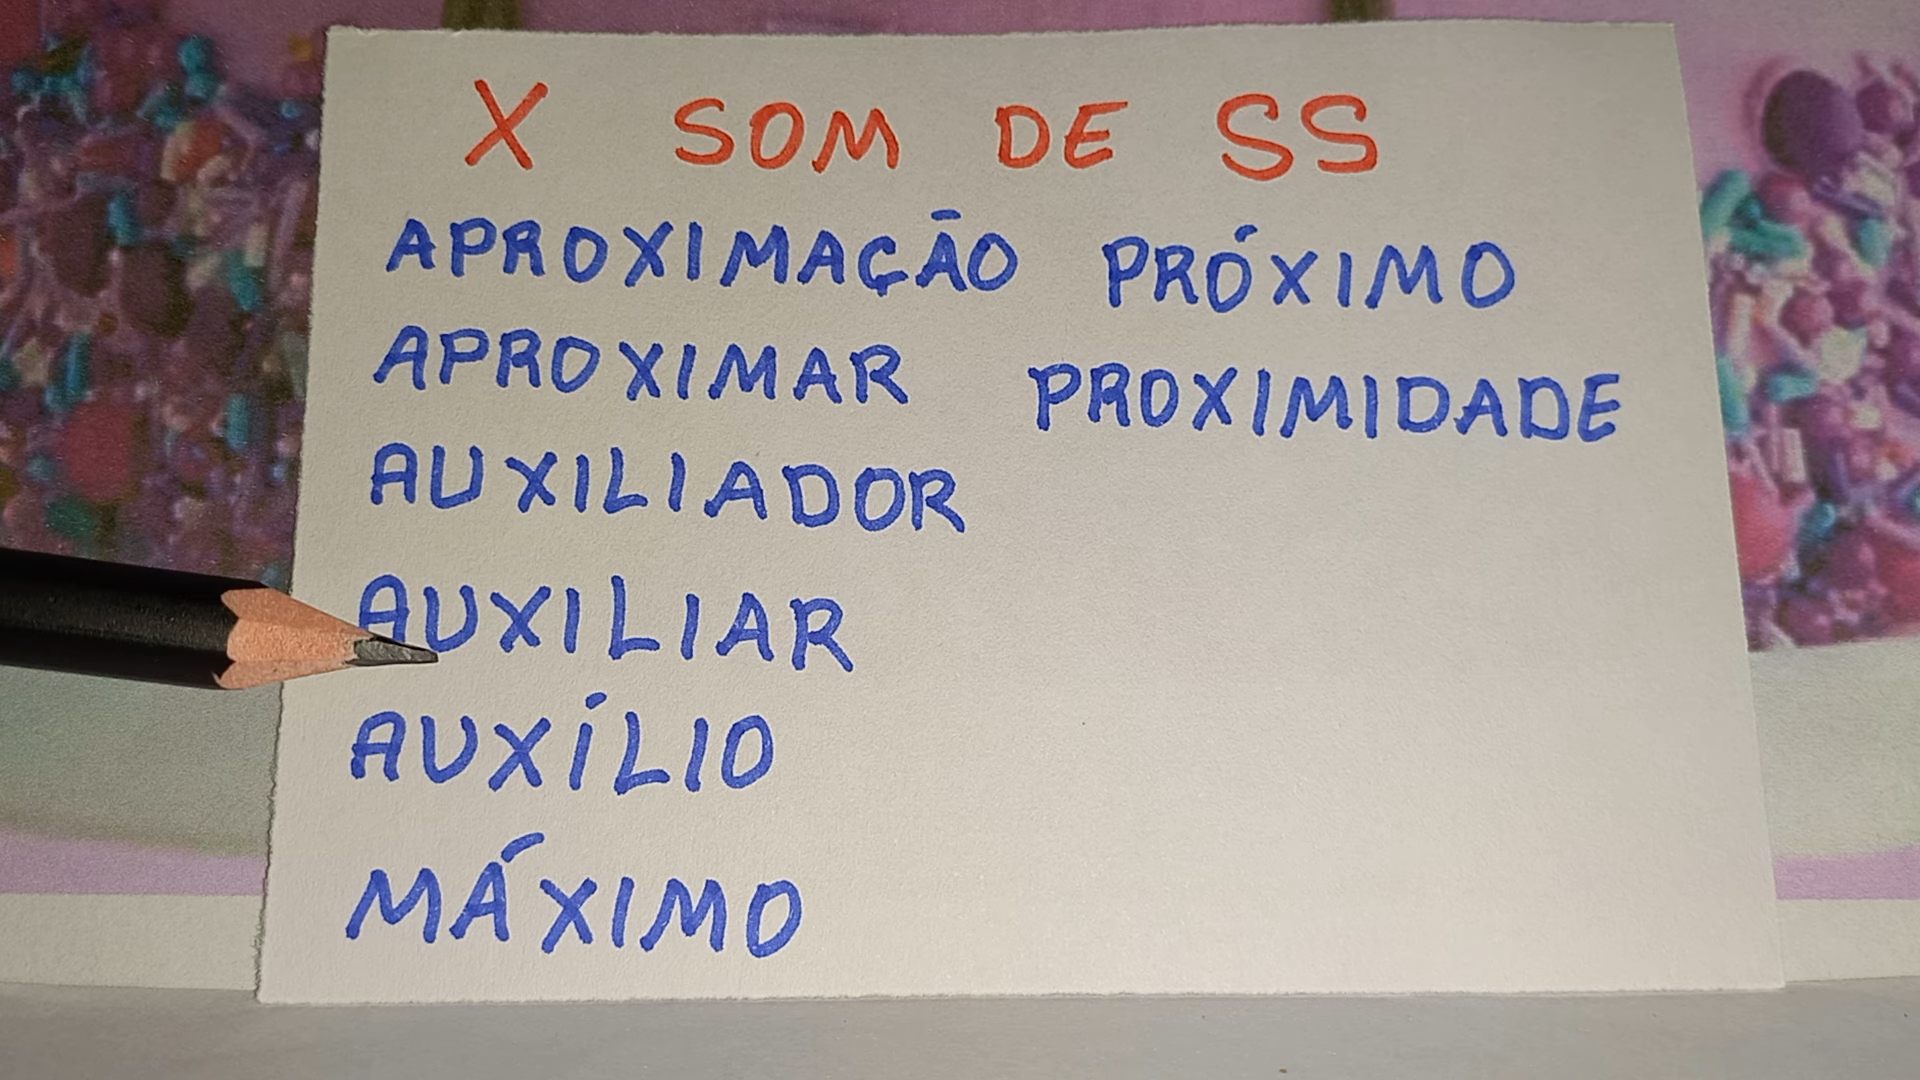 X SOM DE SS
APROXIMAÇÃO PRÓXIMO
APROXIMAR PROXIMIDADE
AUXILIADOR
AUXILIAR
AUXÍLIO
MÁXIMO